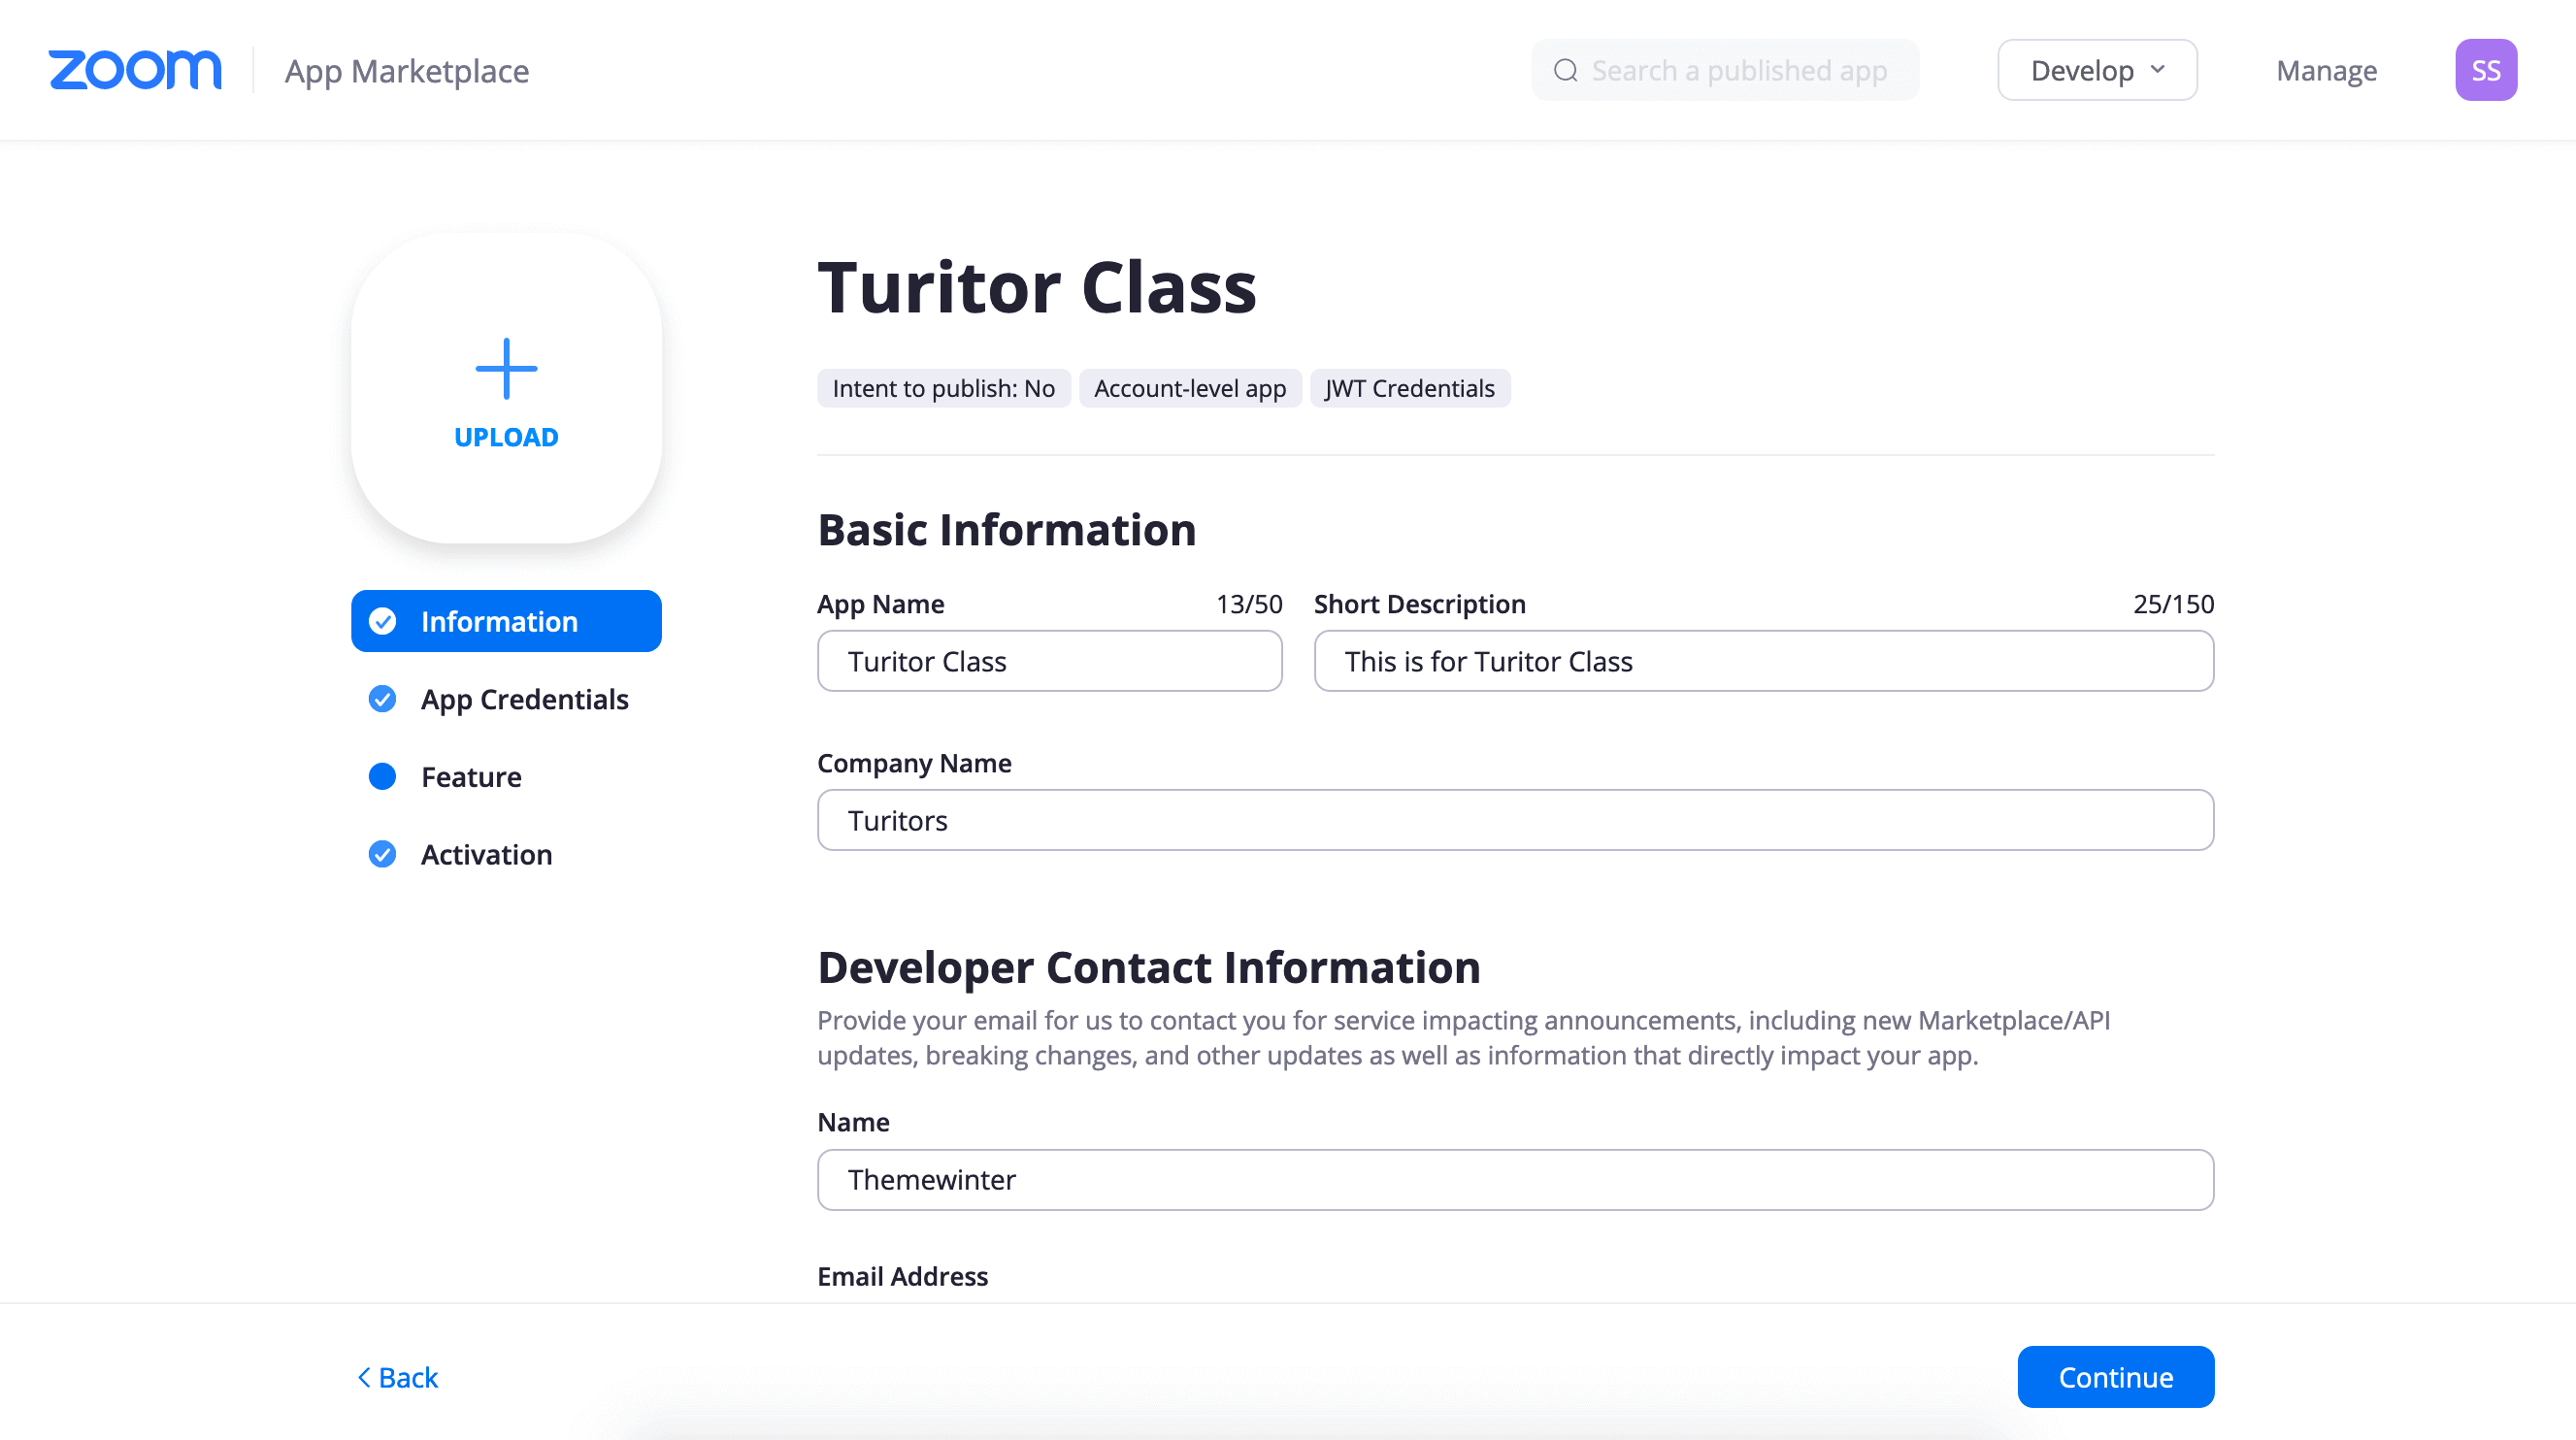 zoom App Marketplace Search a published app Develop Manage SS
UPLOAD
Information
App Credentials
Feature
Activation
Turitor Class
Intent to publish: No Account-level app JWT Credentials
Basic Information
App Name 13/50 Short Description 25/150
Turitor Class This is for Turitor Class
Company Name
Turitors
Developer Contact Information
Provide your email for us to contact you for service impacting announcements, including new Marketplace/API
updates, breaking changes, and other updates as well as information that directly impact your app.
Name
Themewinter
Email Address
Back Continue